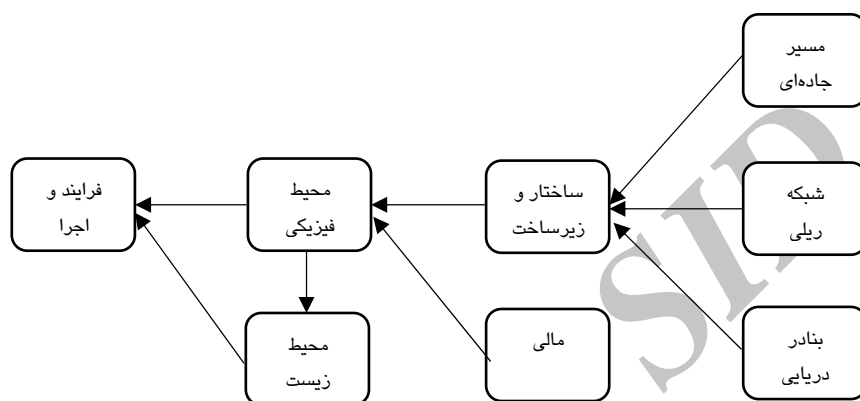 مسیر
جاده‌ای
شبکه
ریلی
بنادر
دریایی
ساختار و
زیرساخت
مالی
محیط
فیزیکی
محیط
زیست
فرایند و
اجرا
SID